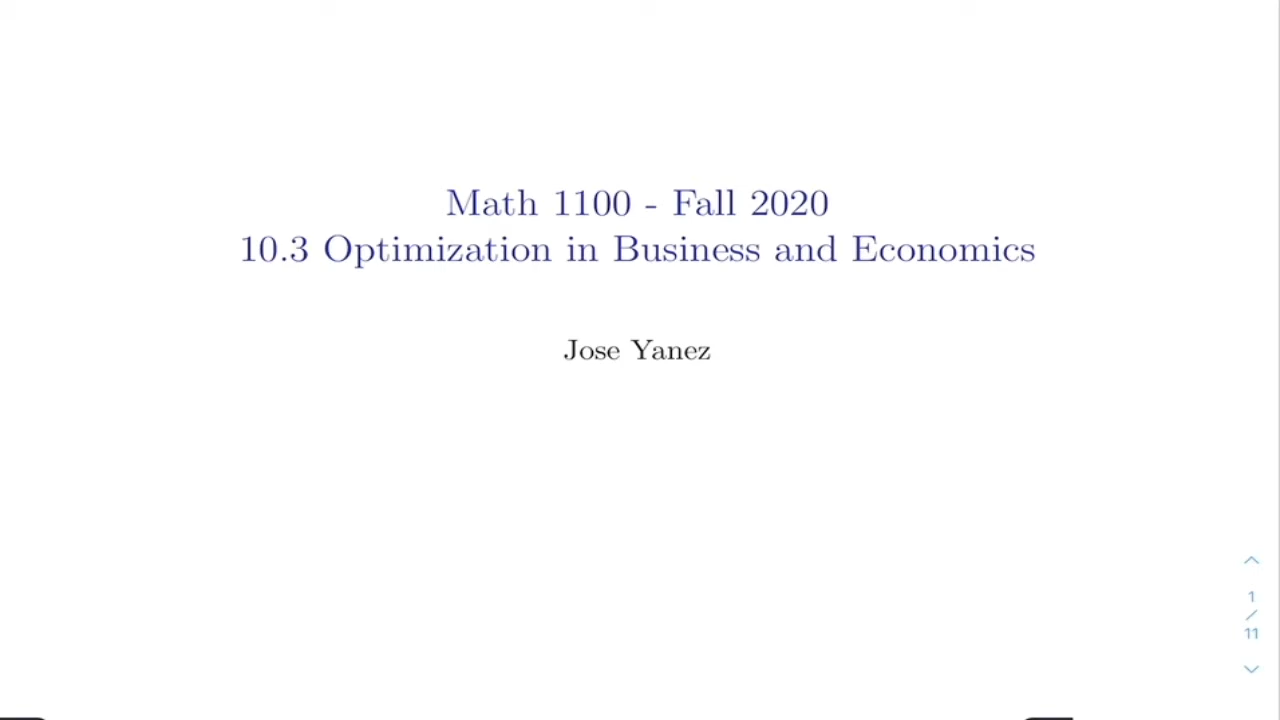 Math 1100 - Fall 2020
10.3 Optimization in Business and Economics
Jose Yanez
1
/
11